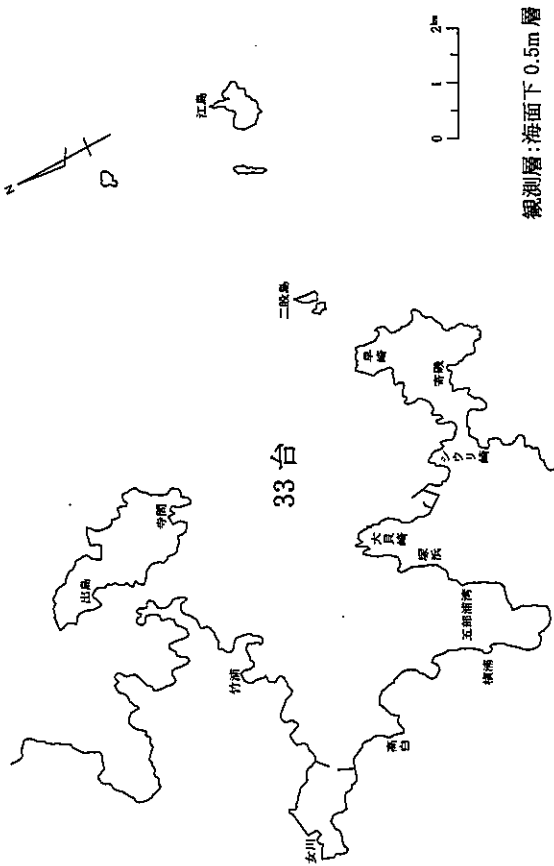 N
江島
0 1 2km
二股島
早崎
寄磯
33 台
シウリ崎
出島
寺間
大貝崎
塚浜
五部浦湾
横浦
竹浦
高白
女川
観測層:海面下 0.5m 層